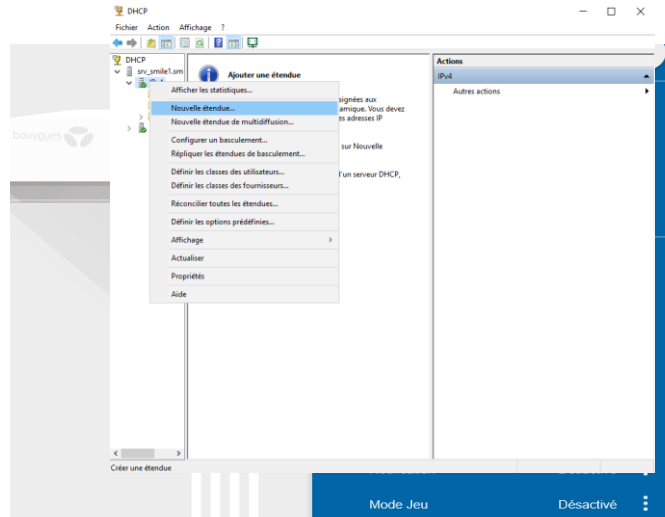 DHCP
Fichier Action Affichage ?
DHCP
srv_smile1.sm
Ajouter une étendue
Afficher les statistiques...
Nouvelle étendue...
Nouvelle étendue de multidiffusion...
Configurer un basculement...
Répliquer les étendues de basculement...
Définir les classes des utilisateurs...
Définir les classes des fournisseurs...
Réconcilier toutes les étendues...
Définir les options prédéfinies...
Affichage
Actualiser
Propriétés
Aide
signées aux
amique. Vous devez
es adresses IP
sur Nouvelle
'un serveur DHCP,
Actions
IPv4
Autres actions
Créer une étendue
bouygues
Mode Jeu Désactivé